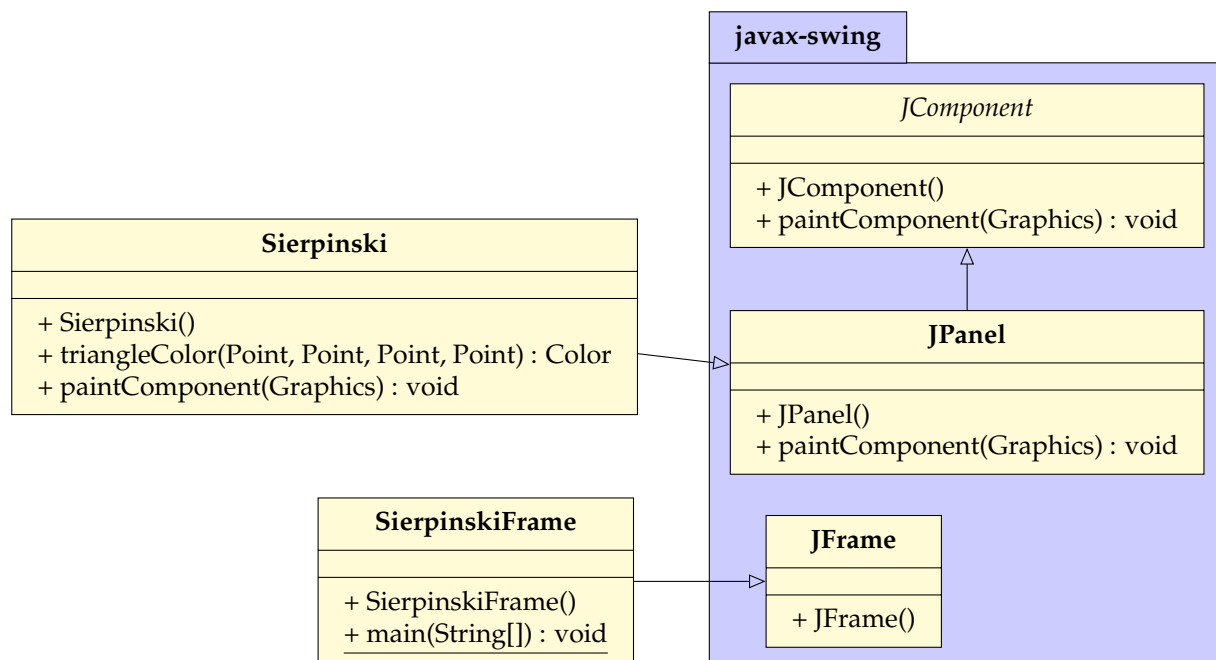 javax-swing
JComponent
+ JComponent()
+ paintComponent(Graphics) : void
Sierpinski
+ Sierpinski()
+ triangleColor(Point, Point, Point, Point) : Color
+ paintComponent(Graphics) : void
JPanel
+ JPanel()
+ paintComponent(Graphics) : void
SierpinskiFrame
+ SierpinskiFrame()
+ main(String[]) : void
JFrame
+ JFrame()